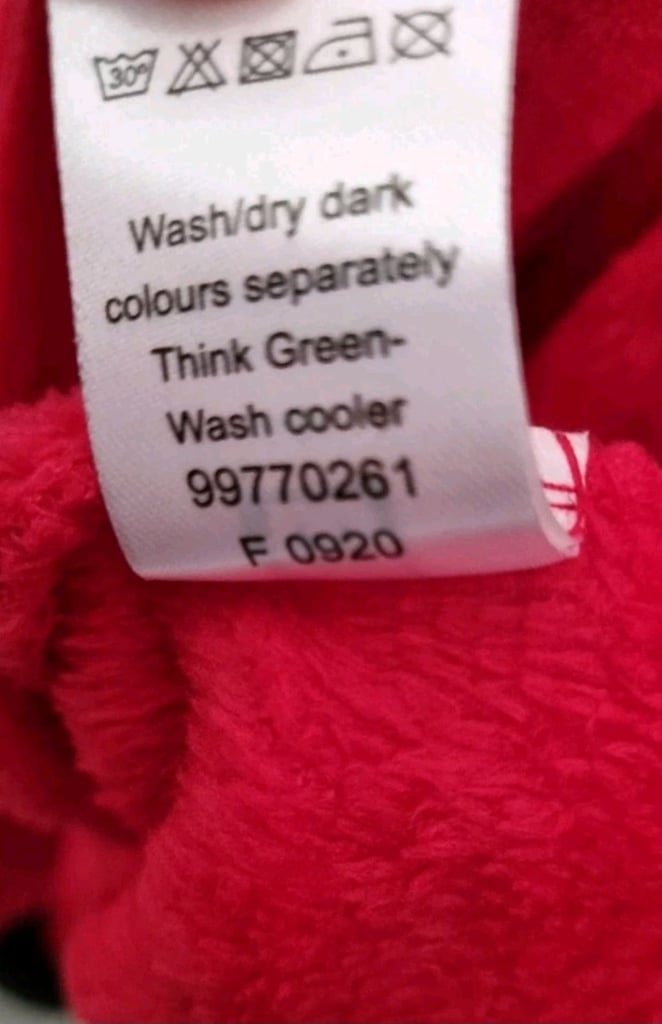 30°
Wash/dry dark
colours separately
Think Green-
Wash cooler
99770261
F 0920